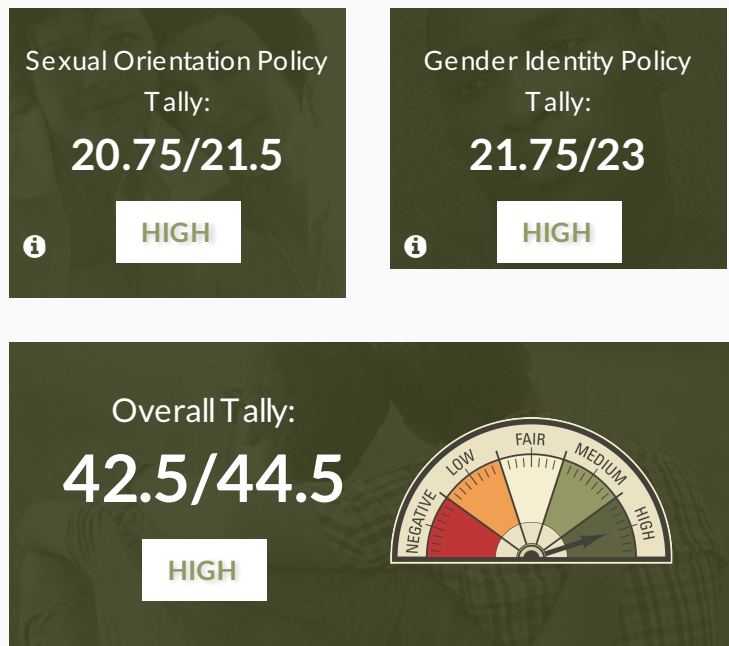 Sexual Orientation Policy
Tally:
20.75/21.5
HIGH
Gender Identity Policy
Tally:
21.75/23
HIGH
Overall Tally:
42.5/44.5
HIGH
NEGATIVE
LOW
FAIR
MEDIUM
HIGH